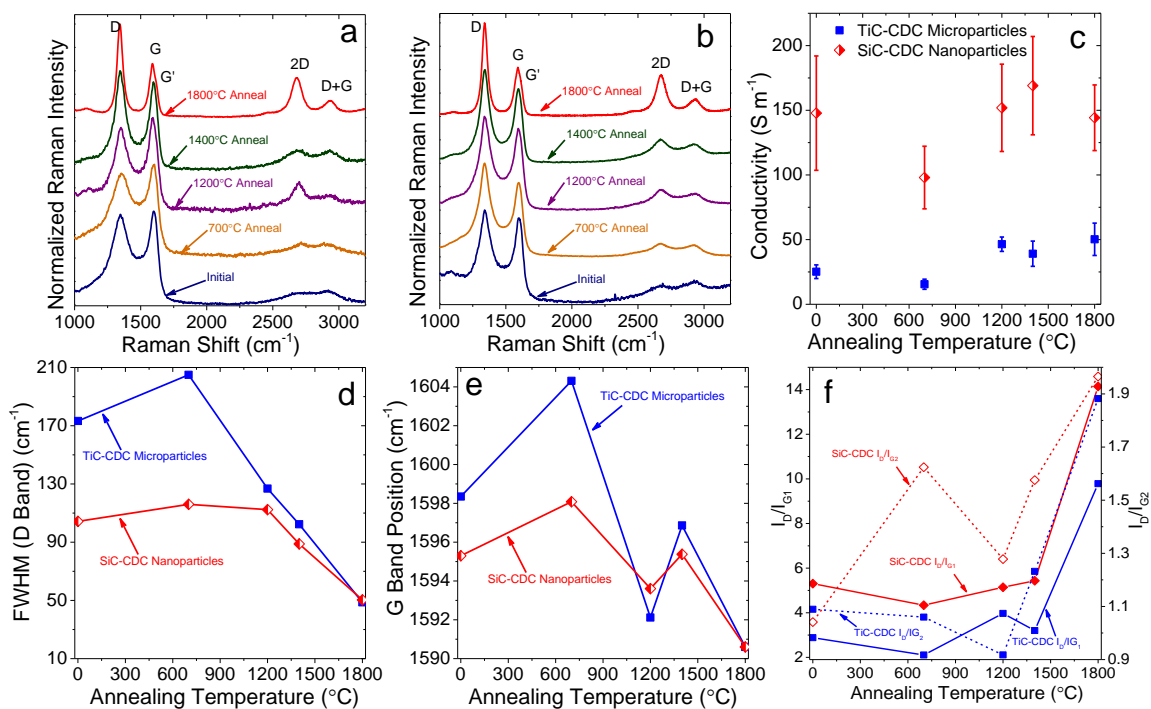 a
D
G
G'
2D
D+G
1800°C Anneal
1400°C Anneal
1200°C Anneal
700°C Anneal
Initial
Normalized Raman Intensity
1000 1500 2000 2500 3000
Raman Shift (cm-1)
b
D
G
G'
2D
D+G
1800°C Anneal
1400°C Anneal
1200°C Anneal
700°C Anneal
Initial
Normalized Raman Intensity
1000 1500 2000 2500 3000
Raman Shift (cm-1)
TiC-CDC Microparticles
SiC-CDC Nanoparticles
c
225
200
175
150
125
100
75
50
25
0
Conductivity (S m-1)
0 300 600 900 1200 1500 1800
Annealing Temperature (°C)
d
210
170
130
90
50
10
FWHM (D Band) (cm-1)
TiC-CDC Microparticles
SiC-CDC Nanoparticles
0 300 600 900 1200 1500 1800
Annealing Temperature (°C)
e
1604
1602
1600
1598
1596
1594
1592
1590
G Band Position (cm-1)
TiC-CDC Microparticles
SiC-CDC Nanoparticles
0 300 600 900 1200 1500 1800
Annealing Temperature (°C)
f
14
12
10
8
6
4
2
ID/IG1
SiC-CDC ID/IG2
SiC-CDC ID/IG1
TiC-CDC ID/IG2
TiC-CDC ID/IG1
1.9
1.7
1.5
1.3
1.1
0.9
ID/IG2
0 300 600 900 1200 1500 1800
Annealing Temperature (°C)